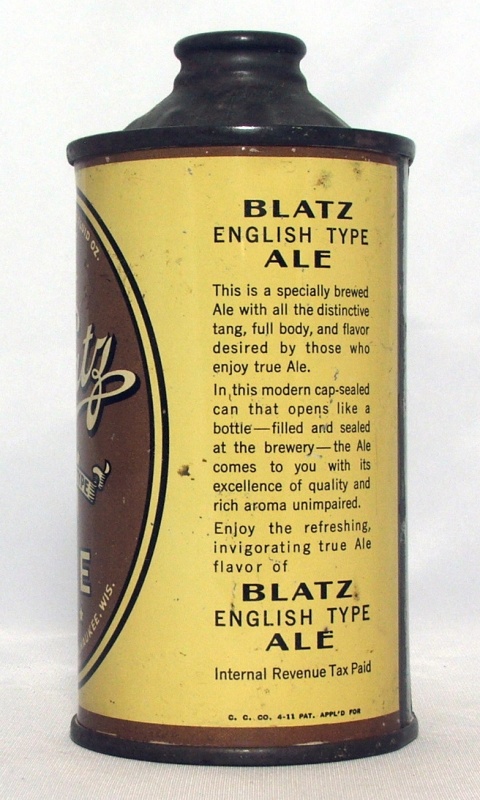 BLATZ
ENGLISH TYPE
ALE
This is a specially brewed
Ale with all the distinctive
tang, full body, and flavor
desired by those who
enjoy true Ale.
In this modern cap-sealed
can that opens like a
bottle—filled and sealed
at the brewery—the Ale
comes to you with its
excellence of quality and
rich aroma unimpaired.
Enjoy the refreshing,
invigorating true Ale
flavor of
BLATZ
ENGLISH TYPE
ALE
Internal Revenue Tax Paid
C. C. CO. 4-11 PAT. APPL'D FOR
OZ.
tz
E
WIS.